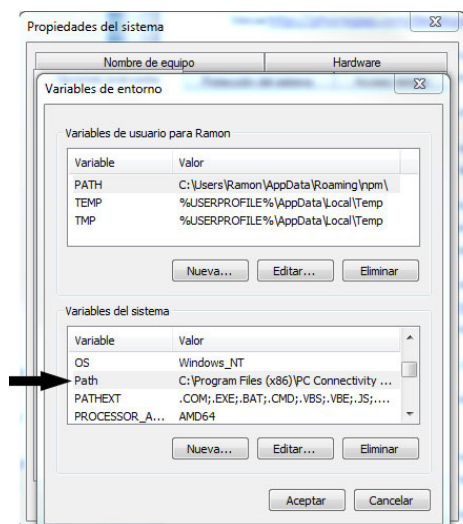 Propiedades del sistema
Nombre de equipo Hardware
Variables de entorno
Variables de usuario para Ramon
Variable Valor
PATH C:\Users\Ramon\AppData\Roaming\npm\
TEMP %USERPROFILE%\AppData\Local\Temp
TMP %USERPROFILE%\AppData\Local\Temp
Nueva... Editar... Eliminar
Variables del sistema
Variable Valor
OS Windows_NT
Path C:\Program Files (x86)\PC Connectivity ...
PATHEXT .COM;.EXE;.BAT;.CMD;.VBS;.VBE;.JS;....
PROCESSOR_A... AMD64
Nueva... Editar... Eliminar
Aceptar Cancelar